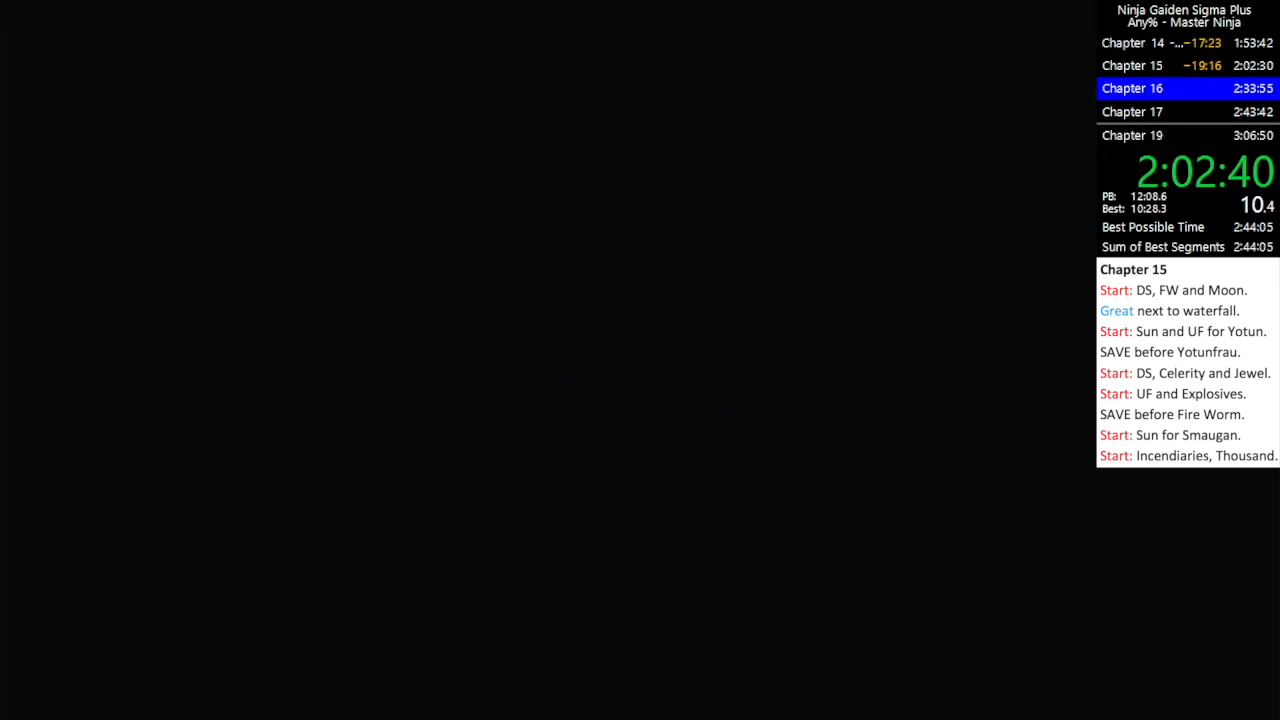 Ninja Gaiden Sigma Plus
Any% - Master Ninja
Chapter 14 -... −17:23 1:53:42
Chapter 15 −19:16 2:02:30
Chapter 16 2:33:55
Chapter 17 2:43:42
Chapter 19 3:06:50
2:02:40
PB: 12:08.6
Best: 10:28.3
10.4
Best Possible Time 2:44:05
Sum of Best Segments 2:44:05
Chapter 15
Start: DS, FW and Moon.
Great next to waterfall.
Start: Sun and UF for Yotun.
SAVE before Yotunfrau.
Start: DS, Celerity and Jewel.
Start: UF and Explosives.
SAVE before Fire Worm.
Start: Sun for Smaugan.
Start: Incendiaries, Thousand.